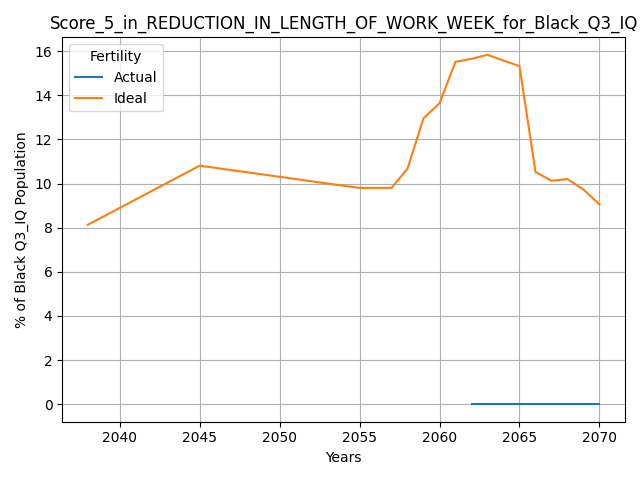 Score_5_in_REDUCTION_IN_LENGTH_OF_WORK_WEEK_for_Black_Q3_IQ
Fertility
Actual
Ideal
16
14
12
10
8
6
4
2
0
% of Black Q3_IQ Population
2040 2045 2050 2055 2060 2065 2070
Years